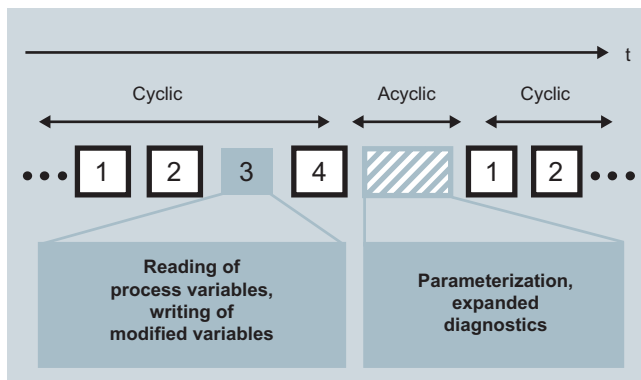 t
Cyclic Acyclic Cyclic
••• 1 2 3 4 1 2 •••
Reading of
process variables,
writing of
modified variables
Parameterization,
expanded
diagnostics